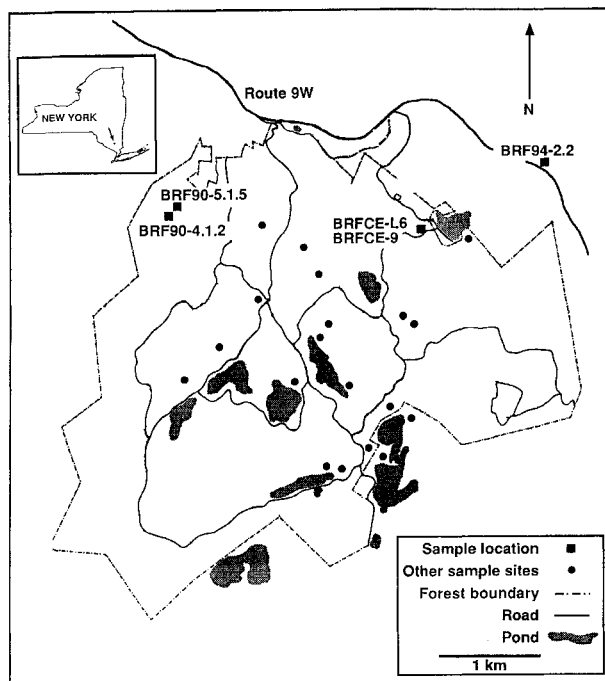 Route 9W
N
NEW YORK
BRF94-2.2
BRF90-5.1.5
BRF90-4.1.2
BRFCE-L6
BRFCE-9
Sample location
Other sample sites
Forest boundary
Road
Pond
1 km